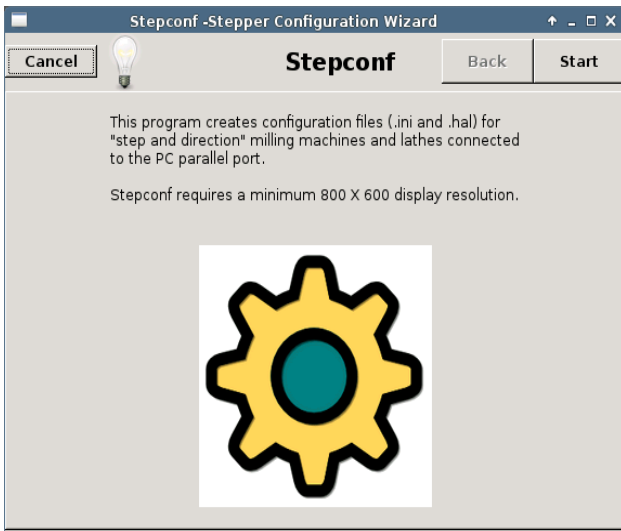 Stepconf -Stepper Configuration Wizard
Cancel
Stepconf
Back
Start
This program creates configuration files (.ini and .hal) for
"step and direction" milling machines and lathes connected
to the PC parallel port.
Stepconf requires a minimum 800 X 600 display resolution.